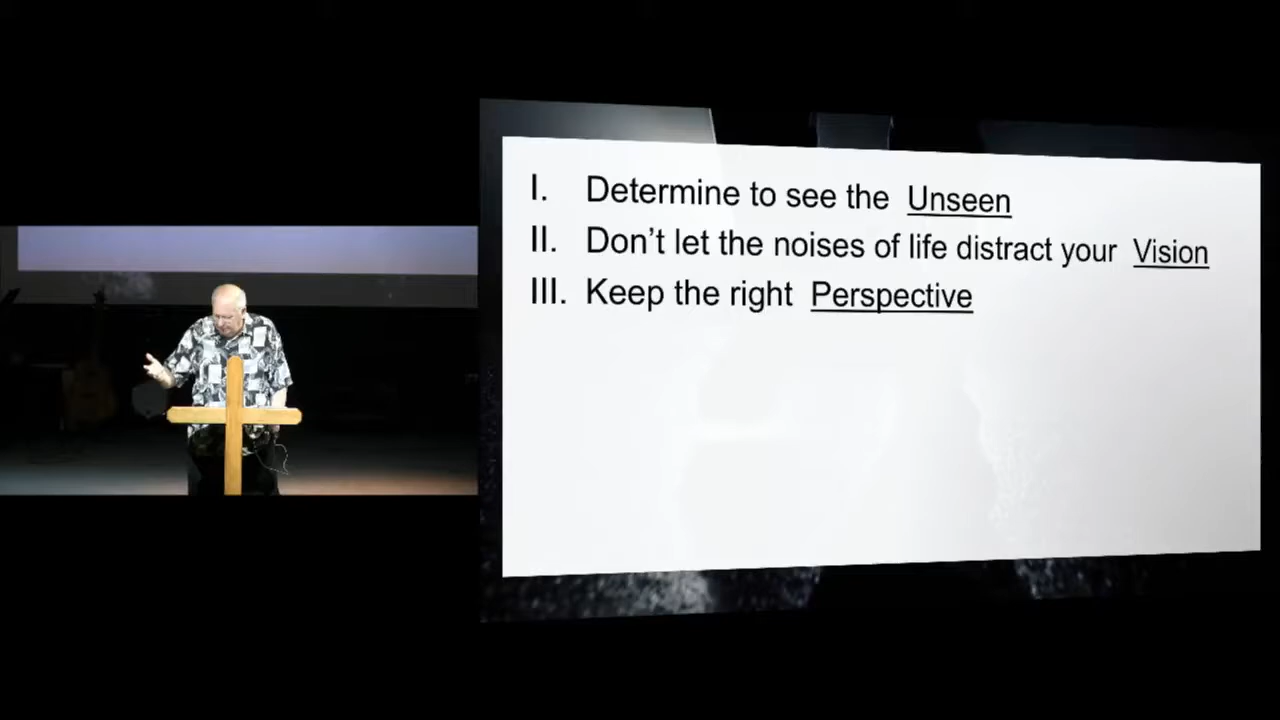 I. Determine to see the Unseen
II. Don't let the noises of life distract your Vision
III. Keep the right Perspective